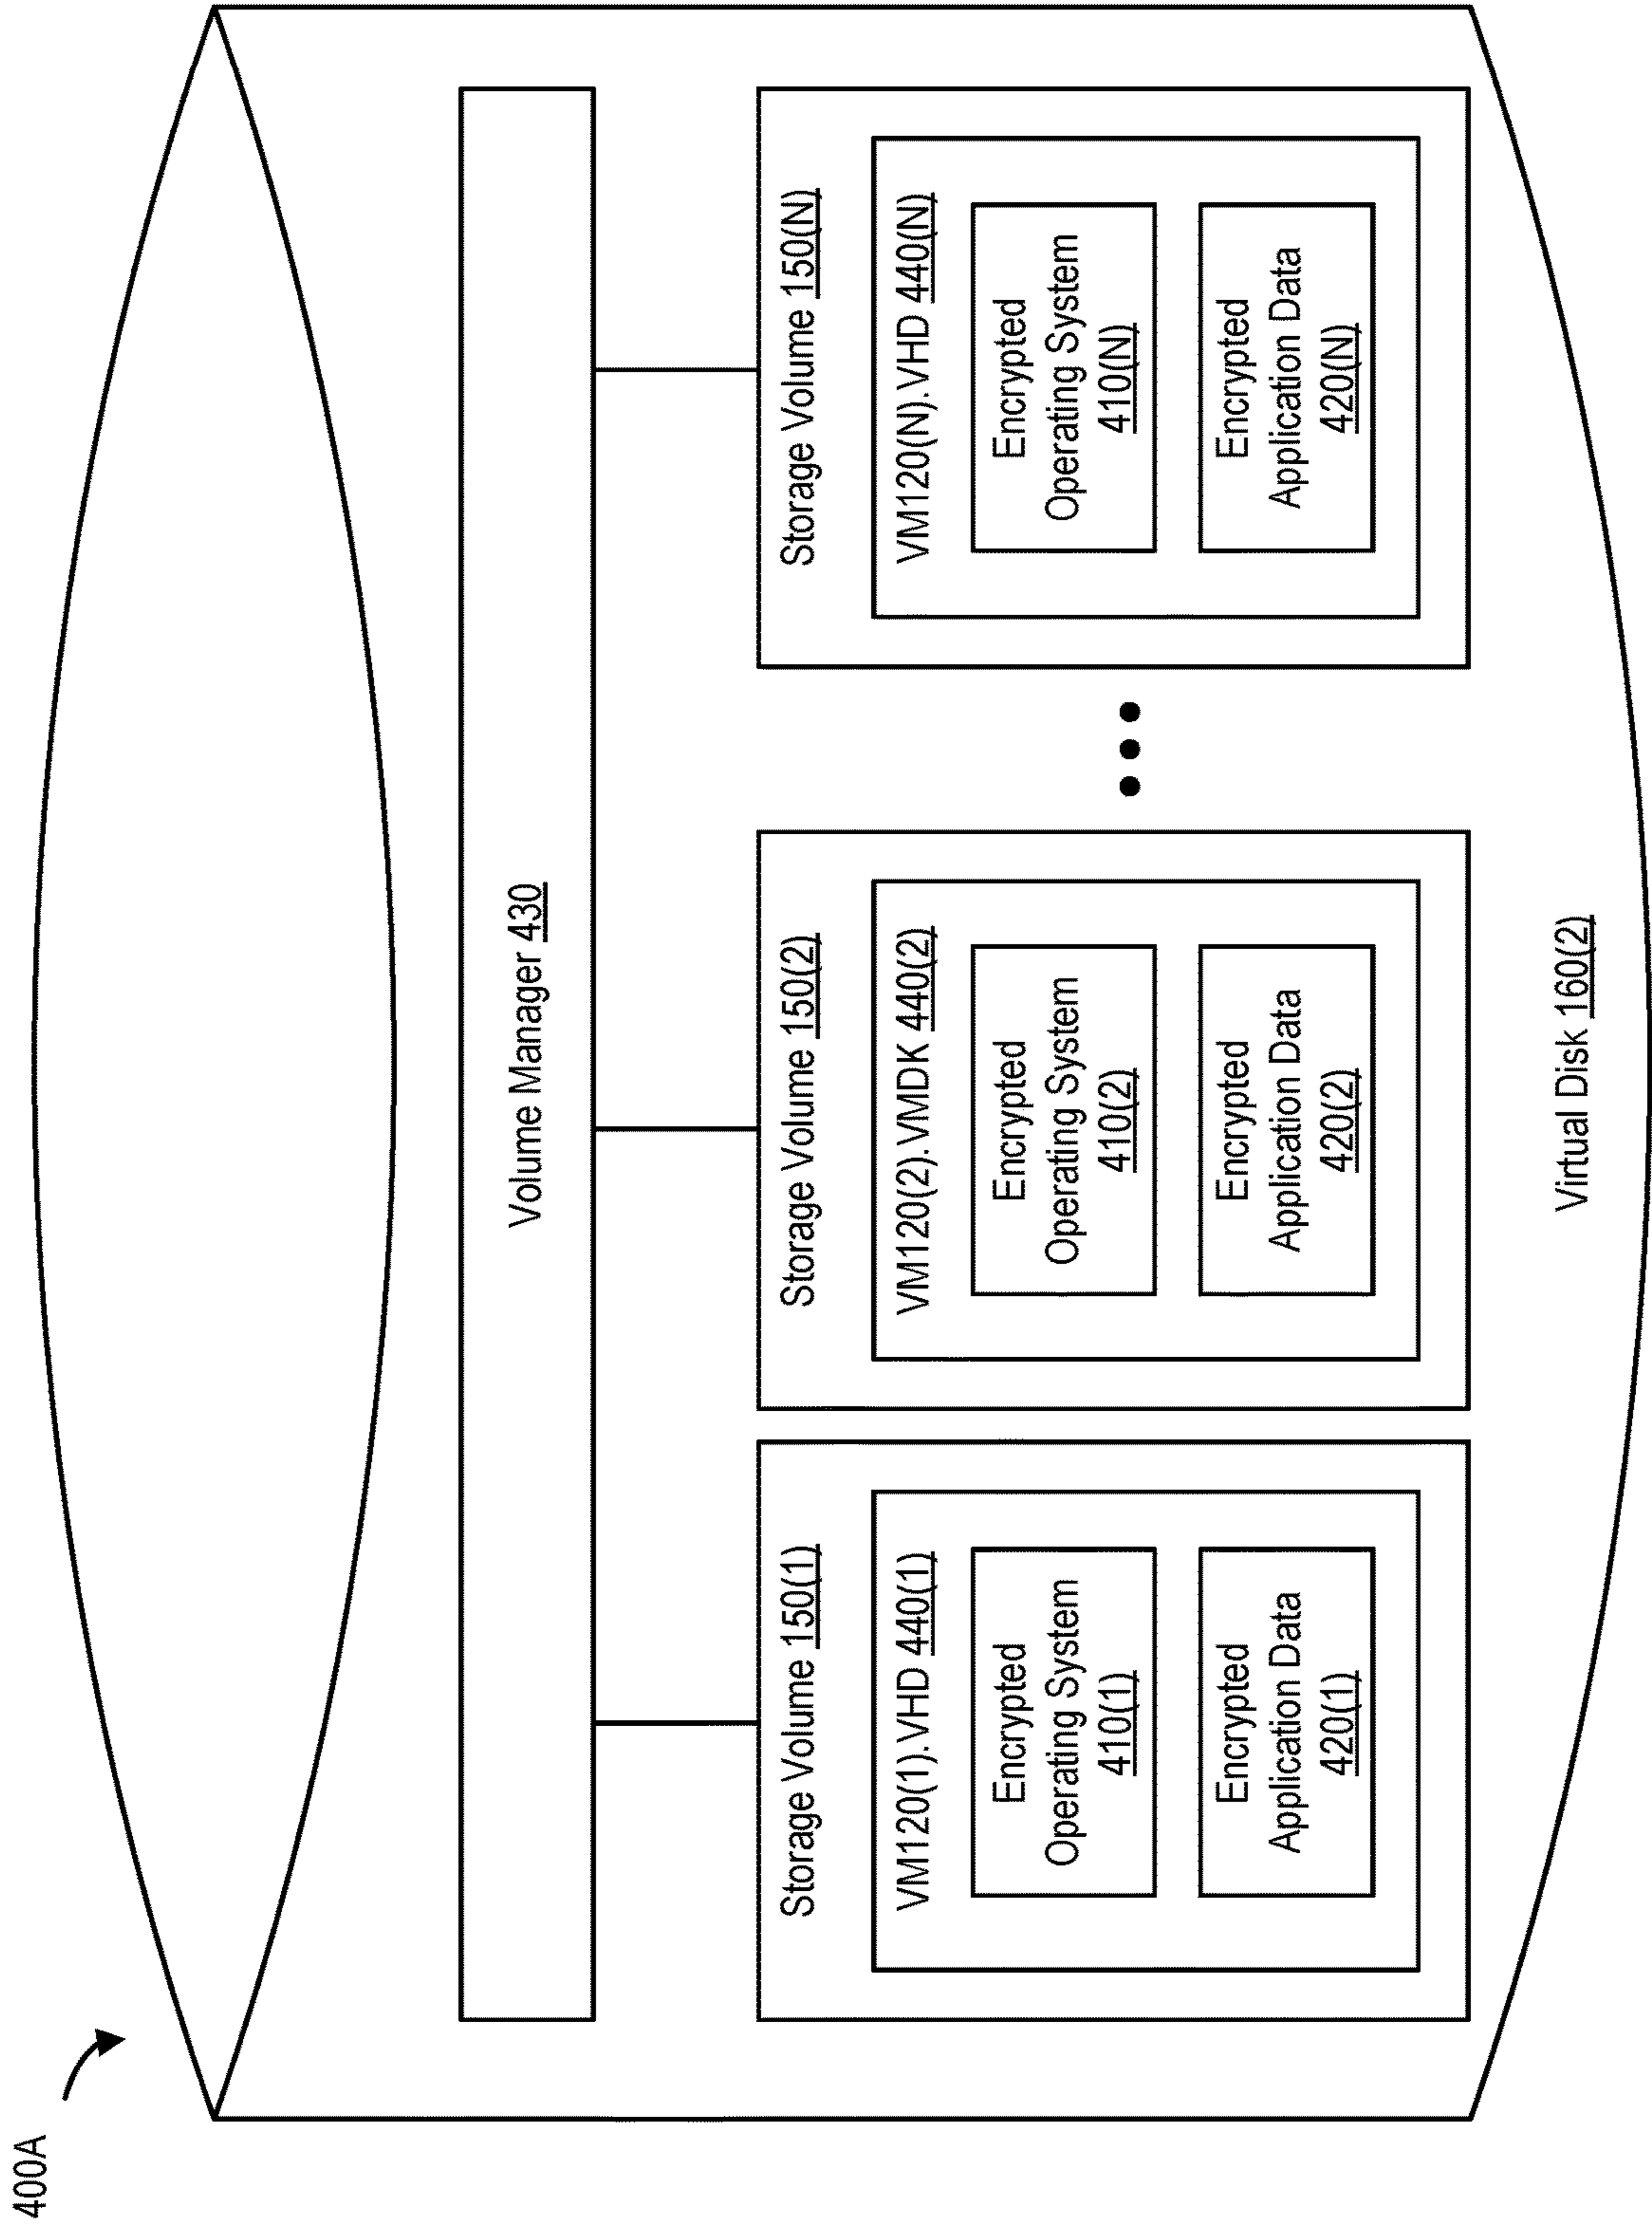 400A
Volume Manager 430
Storage Volume 150(1)
VM120(1).VHD 440(1)
Encrypted
Operating System
410(1)
Encrypted
Application Data
420(1)
Storage Volume 150(2)
VM120(2).VMDK 440(2)
Encrypted
Operating System
410(2)
Encrypted
Application Data
420(2)
Storage Volume 150(N)
VM120(N).VHD 440(N)
Encrypted
Operating System
410(N)
Encrypted
Application Data
420(N)
Virtual Disk 160(2)